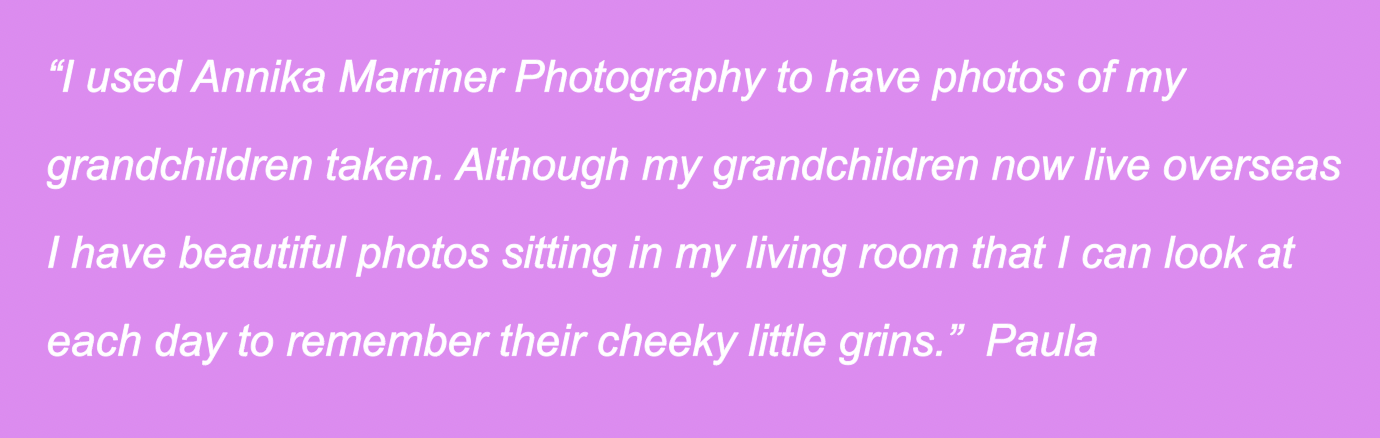 “I used Annika Marriner Photography to have photos of my
grandchildren taken. Although my grandchildren now live overseas
I have beautiful photos sitting in my living room that I can look at
each day to remember their cheeky little grins.”  Paula